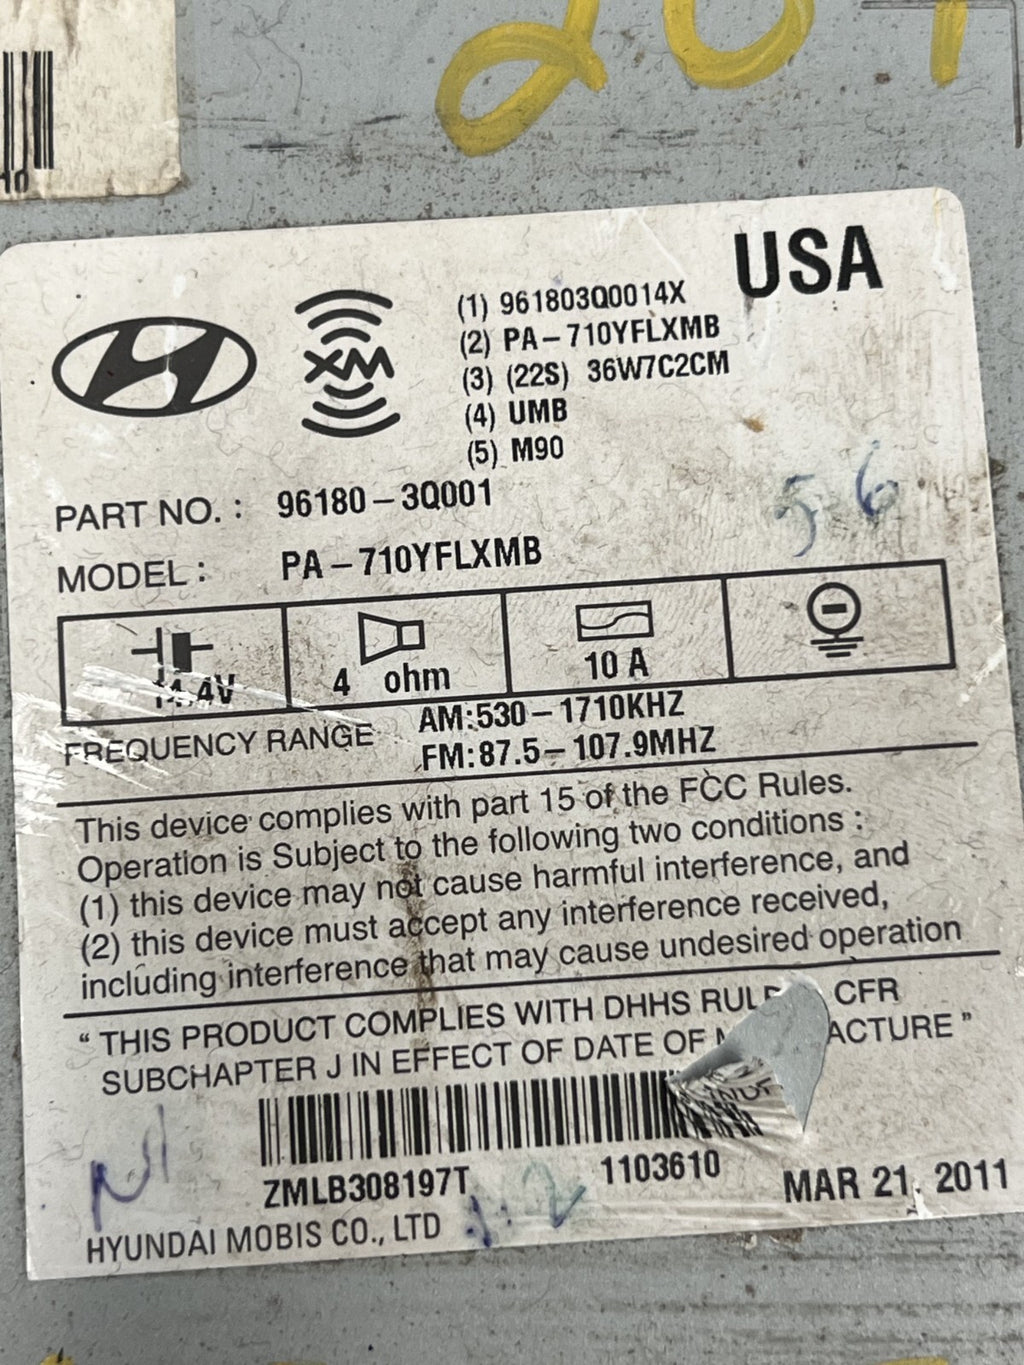 USA
XM
(1) 961803Q0014X
(2) PA-710YFLXMB
(3) (22S) 36W7C2CM
(4) UMB
(5) M90
PART NO. : 96180-3Q001
56
MODEL : PA-710YFLXMB
14.4V 4 ohm 10 A
FREQUENCY RANGE AM:530-1710KHZ
FM:87.5-107.9MHZ
This device complies with part 15 of the FCC Rules.
Operation is Subject to the following two conditions :
(1) this device may not cause harmful interference, and
(2) this device must accept any interference received,
including interference that may cause undesired operation
“ THIS PRODUCT COMPLIES WITH DHHS CFR
SUBCHAPTER J IN EFFECT OF DATE OF ”
ZMLB308197T 1103610 MAR 21. 2011
HYUNDAI MOBIS CO., LTD